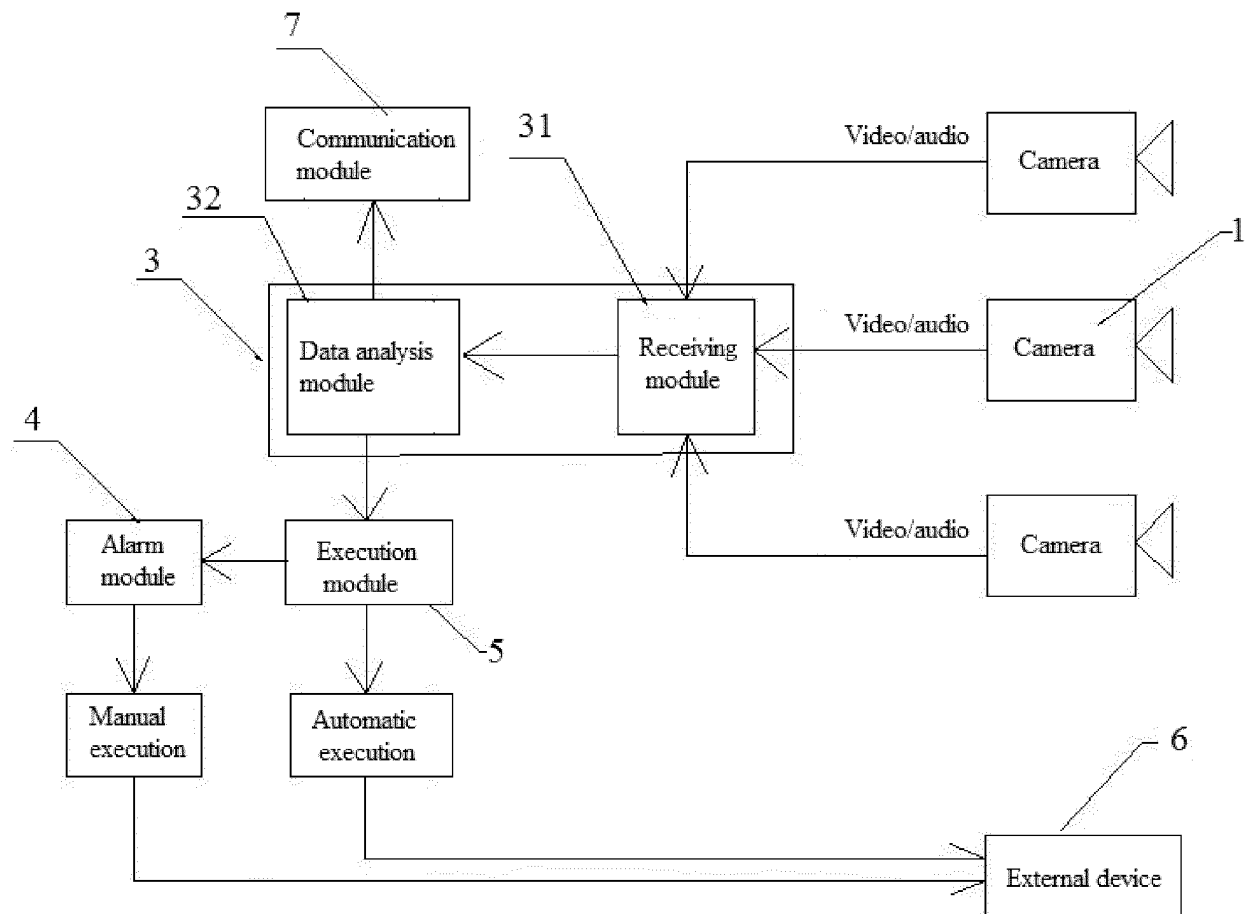 7
Communication
module
31
Video/audio
Camera
32
3
1
Data analysis
module
Receiving
module
Video/audio
Camera
4
Alarm
module
Execution
module
5
Video/audio
Camera
Manual
execution
Automatic
execution
6
External device